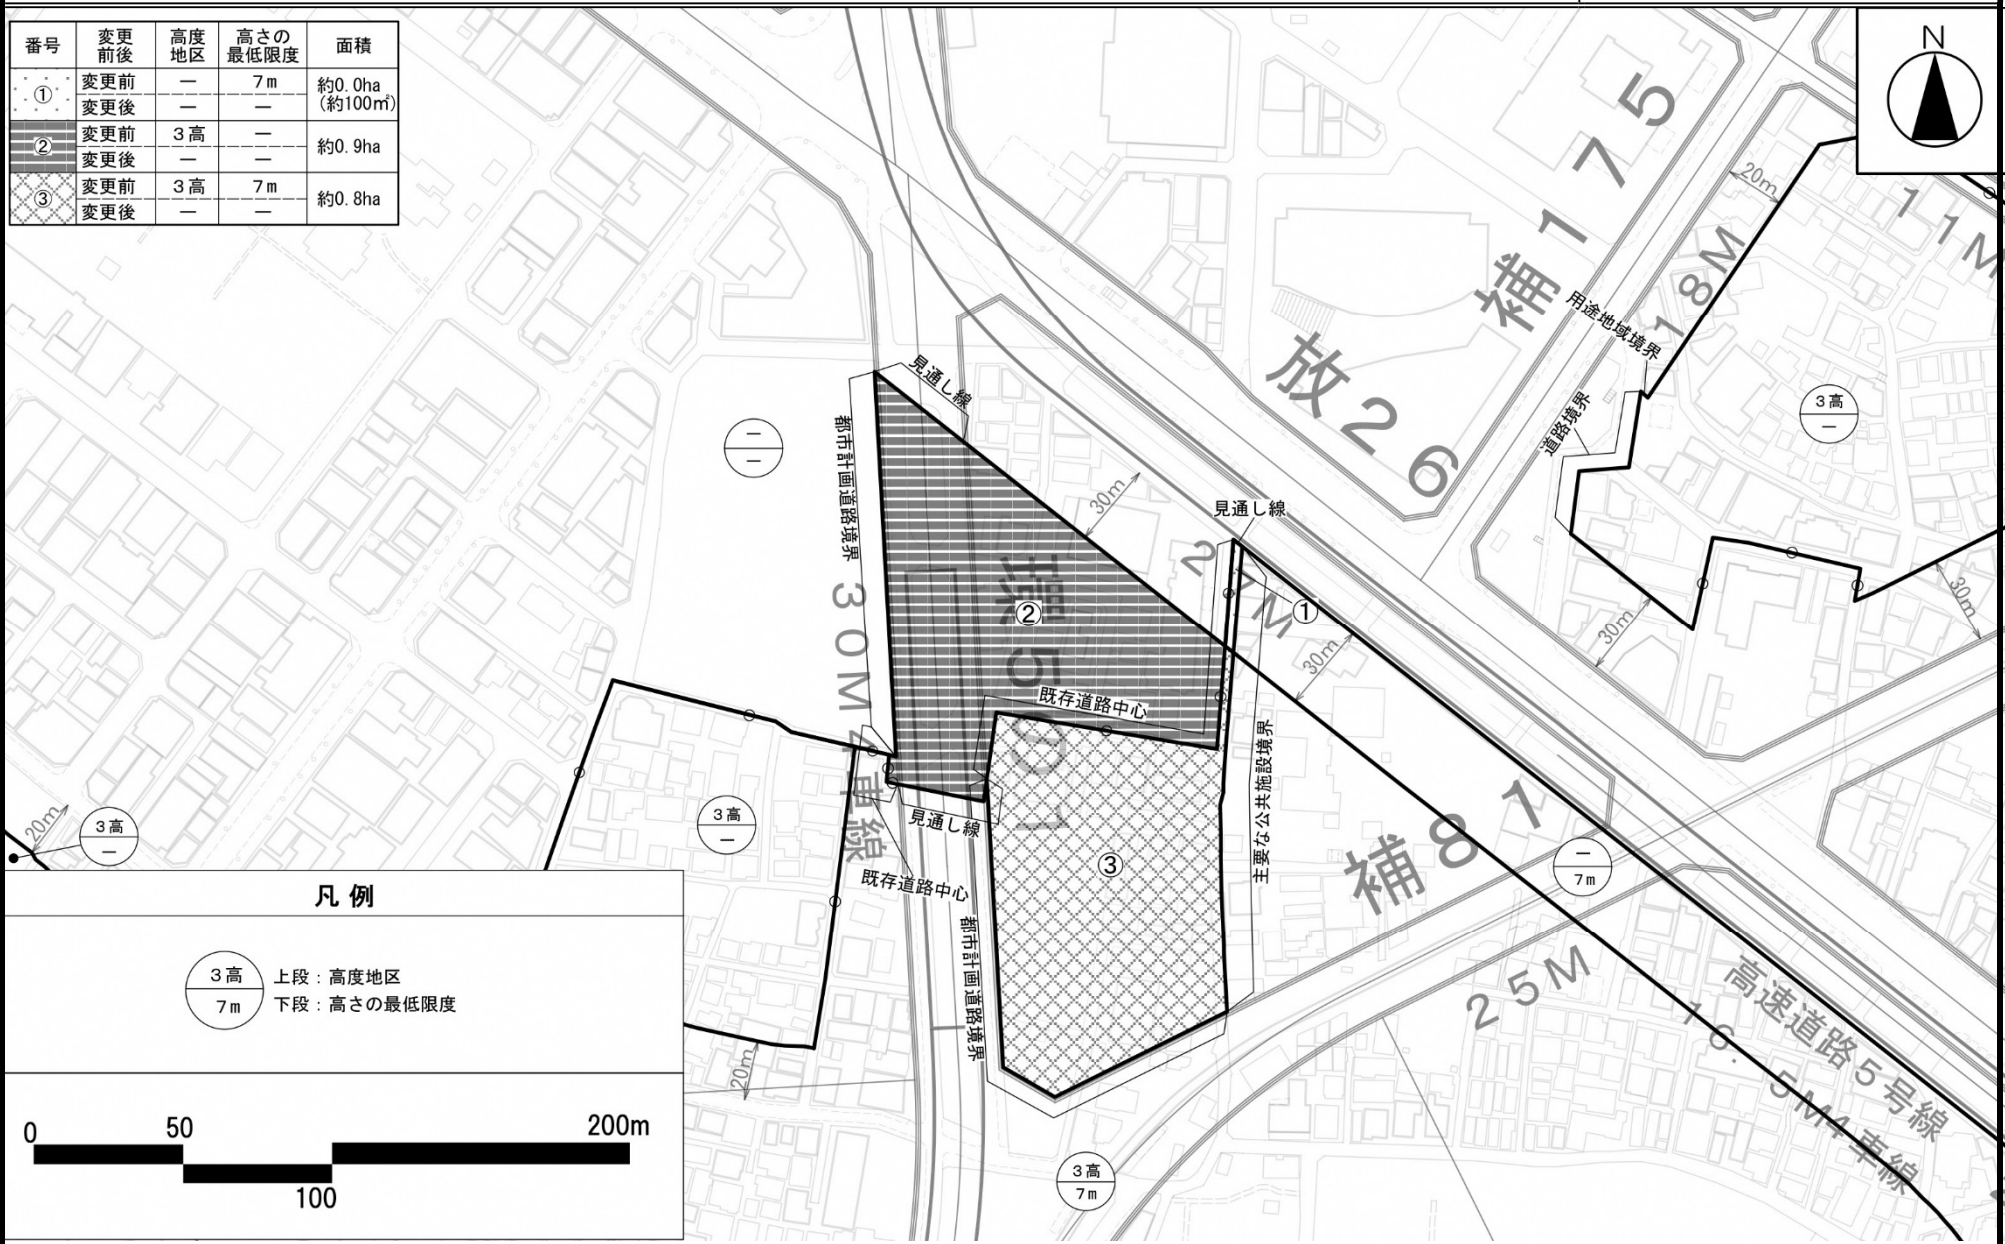 番号 変更前後 高度地区 高さの最低限度 面積
① 変更前 ― 7m 約0.0ha (約100㎡)
変更後 ― ―
② 変更前 3高 ― 約0.9ha
変更後 ― ―
③ 変更前 3高 7m 約0.8ha
変更後 ― ―
N
補175
20m
11M
18M
用途地域境界
道路境界
放26
3高
―
見通し線
都市計画道路境界
―
―
30m
見通し線
27M
①
30m
30m
30m
②
環5の1
30M4車線
既存道路中心
主要な公共施設境界
20m
3高
―
3高
―
見通し線
既存道路中心
③
補81
―
7m
都市計画道路境界
25M
高速道路5号線
16.5M4車線
20m
3高
7m
凡例
3高
7m
上段:高度地区
下段:高さの最低限度
0 50 200m
100